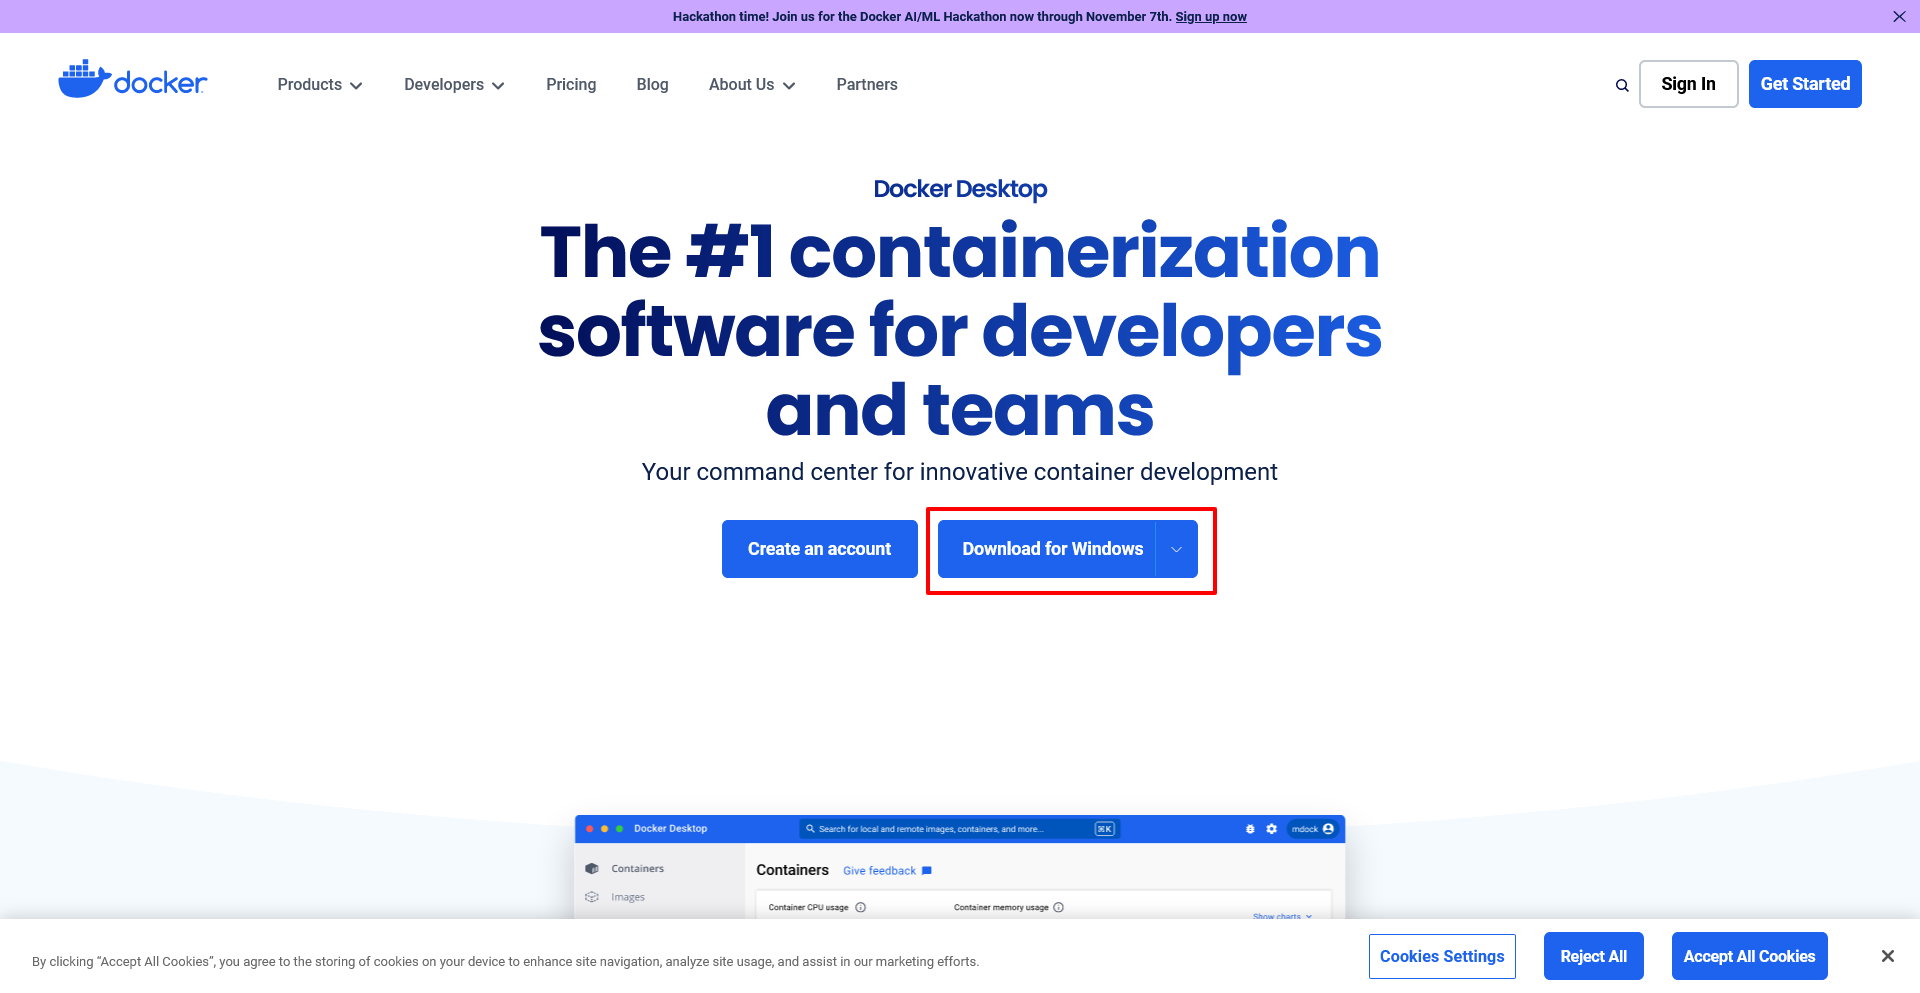 Hackathon time! Join us for the Docker AI/ML Hackathon now through November 7th. Sign up now
docker
Products
Developers
Pricing
Blog
About Us
Partners
Sign In
Get Started
Docker Desktop
The #1 containerization
software for developers
and teams
Your command center for innovative container development
Create an account
Download for Windows
Docker Desktop
Search for local and remote images, containers, and more...
⌘K
mdock
Containers
Images
Containers
Give feedback
Container CPU usage
Container memory usage
Show charts
By clicking “Accept All Cookies”, you agree to the storing of cookies on your device to enhance site navigation, analyze site usage, and assist in our marketing efforts.
Cookies Settings
Reject All
Accept All Cookies